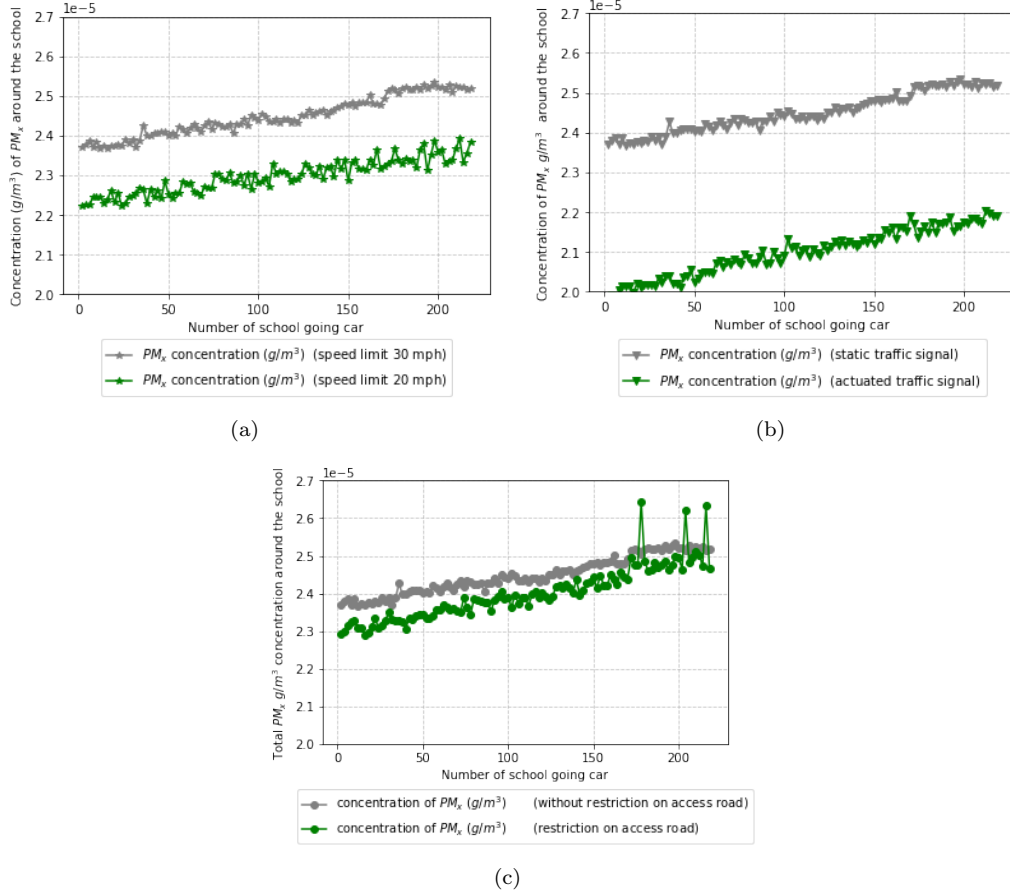 1e−5
Concentration (g/m³) of PMₓ around the school
2.7
2.6
2.5
2.4
2.3
2.2
2.1
2.0
0 50 100 150 200
Number of school going car
PMₓ concentration (g/m³) (speed limit 30 mph)
PMₓ concentration (g/m³) (speed limit 20 mph)
(a)
1e−5
Concentration of PMₓ g/m³ around the school
2.7
2.6
2.5
2.4
2.3
2.2
2.1
2.0
0 50 100 150 200
Number of school going car
PMₓ concentration (g/m³) (static traffic signal)
PMₓ concentration (g/m³) (actuated traffic signal)
(b)
1e−5
Total PMₓ g/m³ concentration around the school
2.7
2.6
2.5
2.4
2.3
2.2
2.1
2.0
0 50 100 150 200
Number of school going car
concentration of PMₓ (g/m³) (without restriction on access road)
concentration of PMₓ (g/m³) (restriction on access road)
(c)